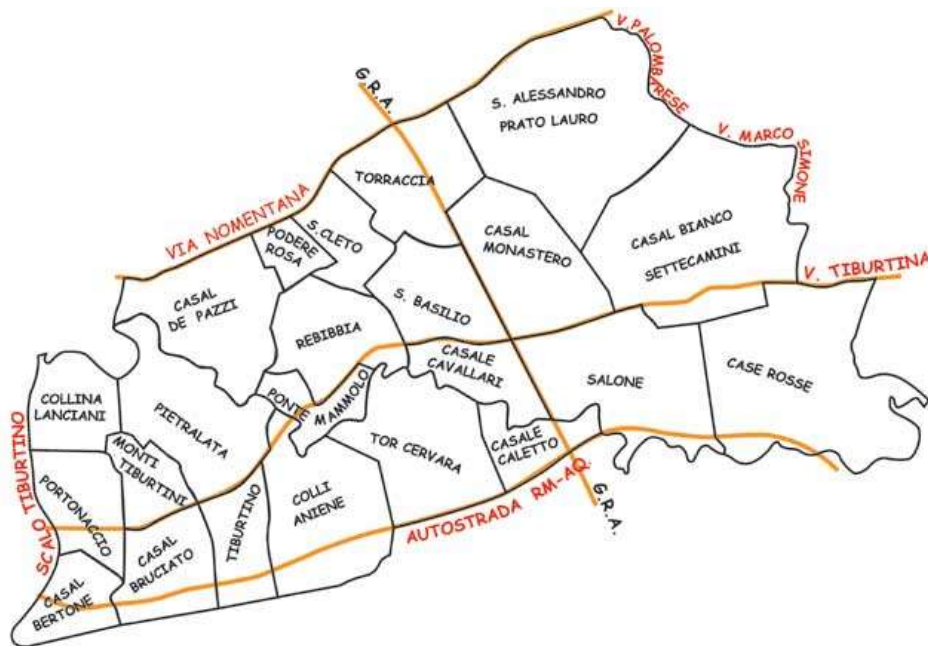 V. PALOMBARESE
G.R.A.
S. ALESSANDRO
PRATO LAURO
V. MARCO
SIMONE
TORRACCIA
VIA NOMENTANA
S. CLETO
PODERE
ROSA
CASAL
MONASTERO
CASAL BIANCO
SETTECAMINI
V. TIBURTINA
CASAL
DE PAZZI
S. BASILIO
REBIBBIA
CASALE
CAVALLARI
SALONE
CASE ROSSE
COLLINA
LANCIANI
PIETRALATA
PONTE
MAMMOLO
TOR CERVARA
CASALE
CALETTO
MONTI
TIBURTINI
SCALO TIBURTINO
PORTONACCIO
TIBURTINO
COLLI
ANIENE
AUTOSTRADA RM-AQ.
G.R.A.
CASAL
BRUCIATO
CASAL
BERTONE